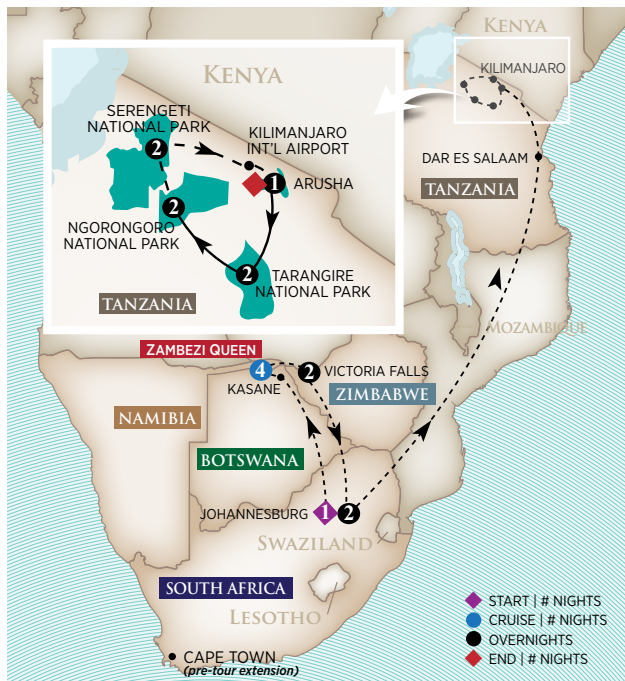 KENYA
KILIMANJARO
DAR ES SALAAM
TANZANIA
MOZAMBIQUE
KENYA
SERENGETI
NATIONAL PARK
2
KILIMANJARO
INT'L AIRPORT
1
ARUSHA
2
NGORONGORO
NATIONAL PARK
2
TARANGIRE
NATIONAL PARK
TANZANIA
ZAMBEZI QUEEN
4
KASANE
2
VICTORIA FALLS
ZIMBABWE
NAMIBIA
BOTSWANA
JOHANNESBURG
1
2
SWAZILAND
SOUTH AFRICA
LESOTHO
CAPE TOWN
(pre-tour extension)
START | # NIGHTS
CRUISE | # NIGHTS
OVERNIGHTS
END | # NIGHTS